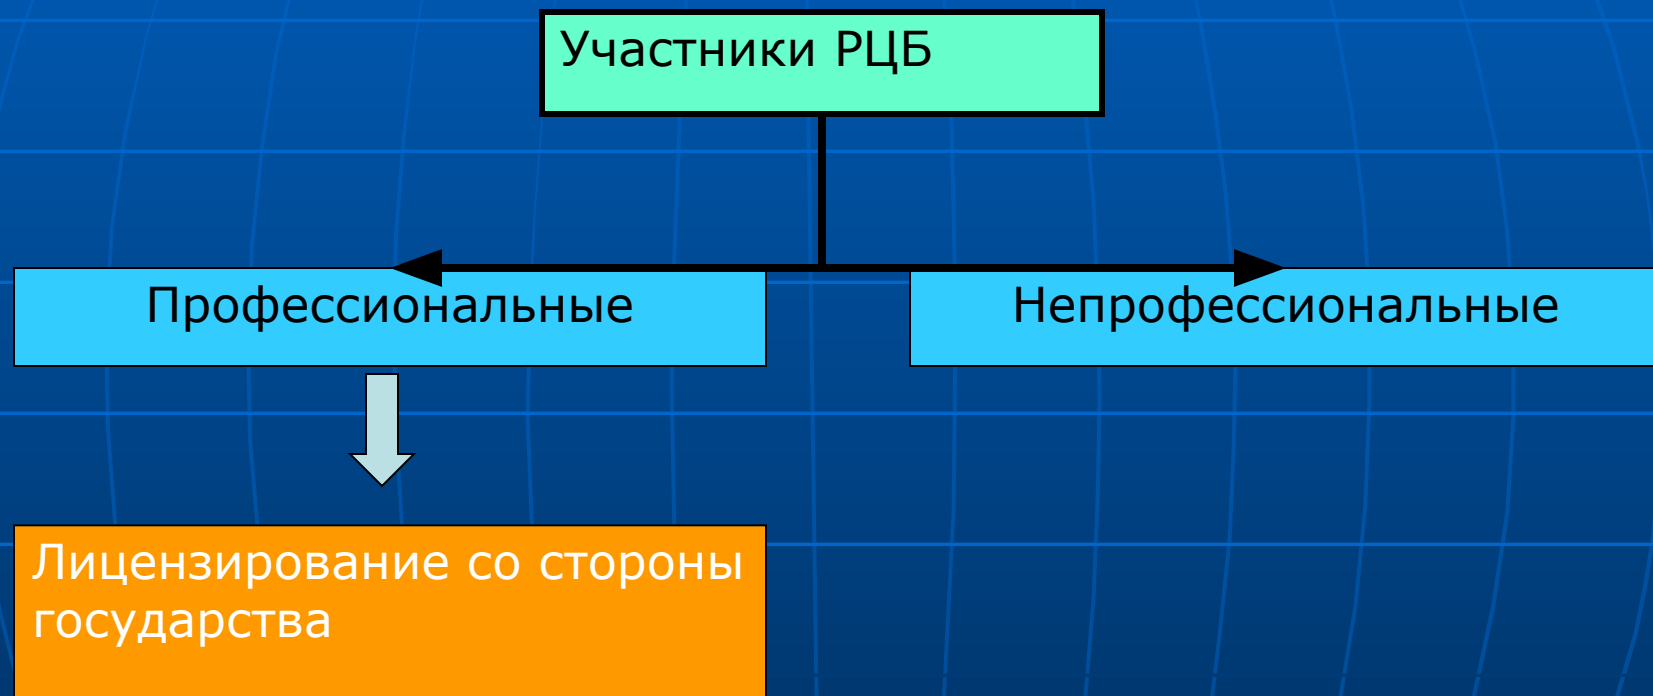 Участники РЦБ
Профессиональные
Непрофессиональные
Лицензирование со стороны
государства